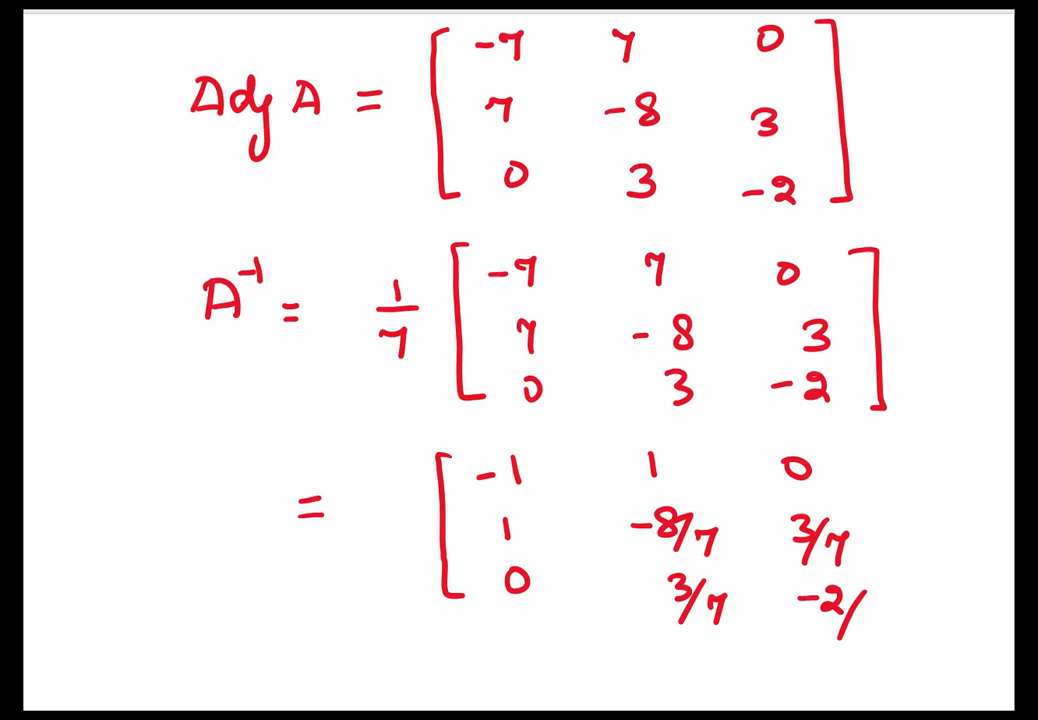 Adj A = [ -7 7 0
7 -8 3
0 3 -2 ]
A⁻¹ = 1/7 [ -7 7 0
7 -8 3
0 3 -2 ]
= [ -1 1 0
1 -8/7 3/7
0 3/7 -2/